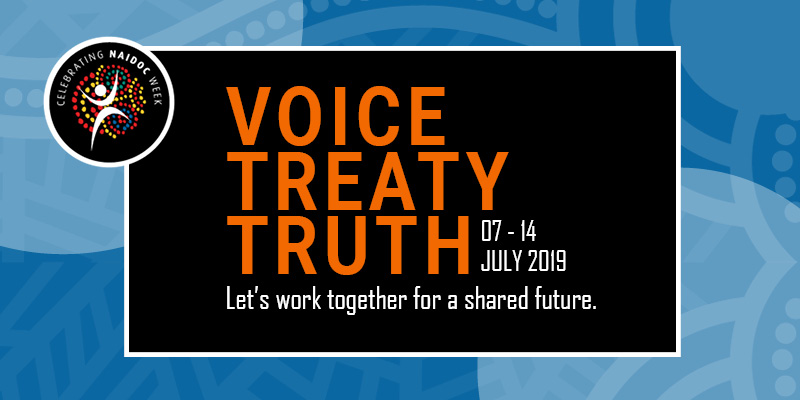 CELEBRATING NAIDOC WEEK
VOICE
TREATY
TRUTH
07 - 14
JULY 2019
Let's work together for a shared future.